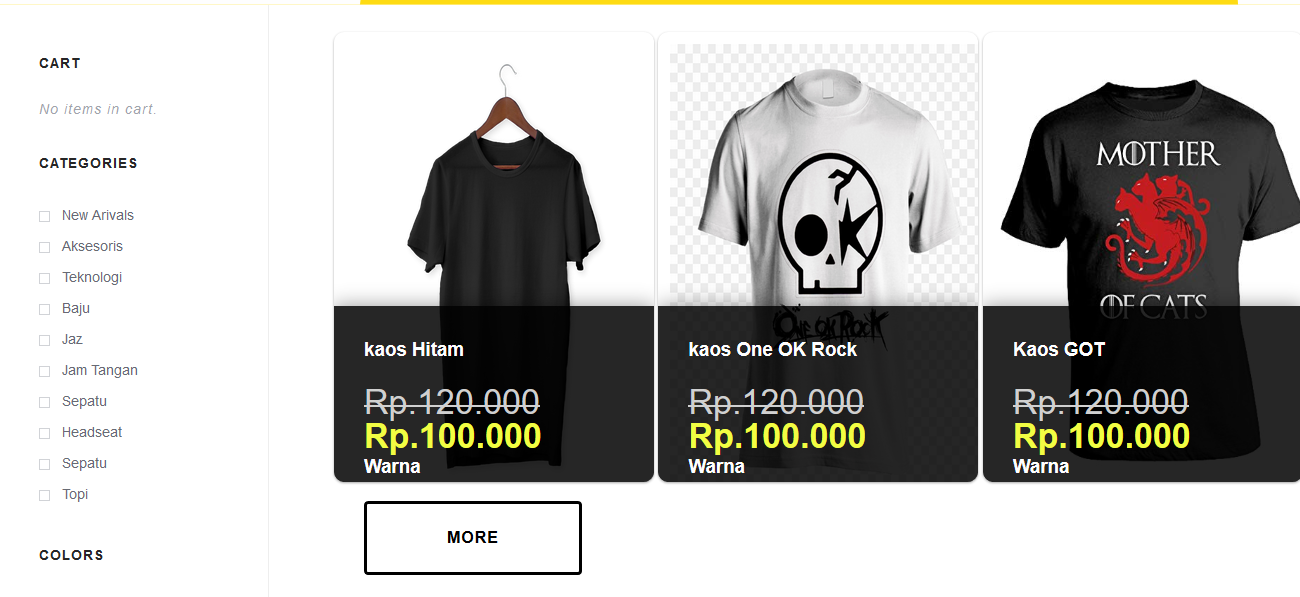 CART
No items in cart.
CATEGORIES
New Arivals
Aksesoris
Teknologi
Baju
Jaz
Jam Tangan
Sepatu
Headseat
Sepatu
Topi
COLORS
kaos Hitam
Rp.120.000
Rp.100.000
Warna
OK
ONE OK ROCK
kaos One OK Rock
Rp.120.000
Rp.100.000
Warna
MOTHER
OF CATS
Kaos GOT
Rp.120.000
Rp.100.000
Warna
MORE